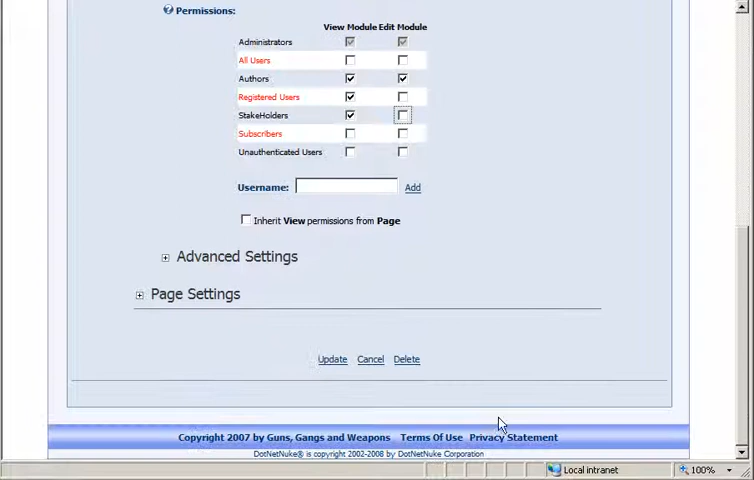 Permissions:
View Module Edit Module
Administrators
All Users
Authors
Registered Users
StakeHolders
Subscribers
Unauthenticated Users
Username: Add
Inherit View permissions from Page
Advanced Settings
Page Settings
Update Cancel Delete
Copyright 2007 by Guns, Gangs and Weapons Terms Of Use Privacy Statement
DotNetNuke® is copyright 2002-2008 by DotNetNuke Corporation
Local intranet 100%